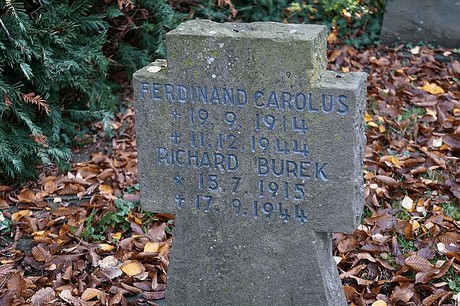 FERDINAND CAROLUS
* 19.9. 1914
† 11.12.1944
RICHARD BUREK
* 15.7. 1915
† 17.9.1944